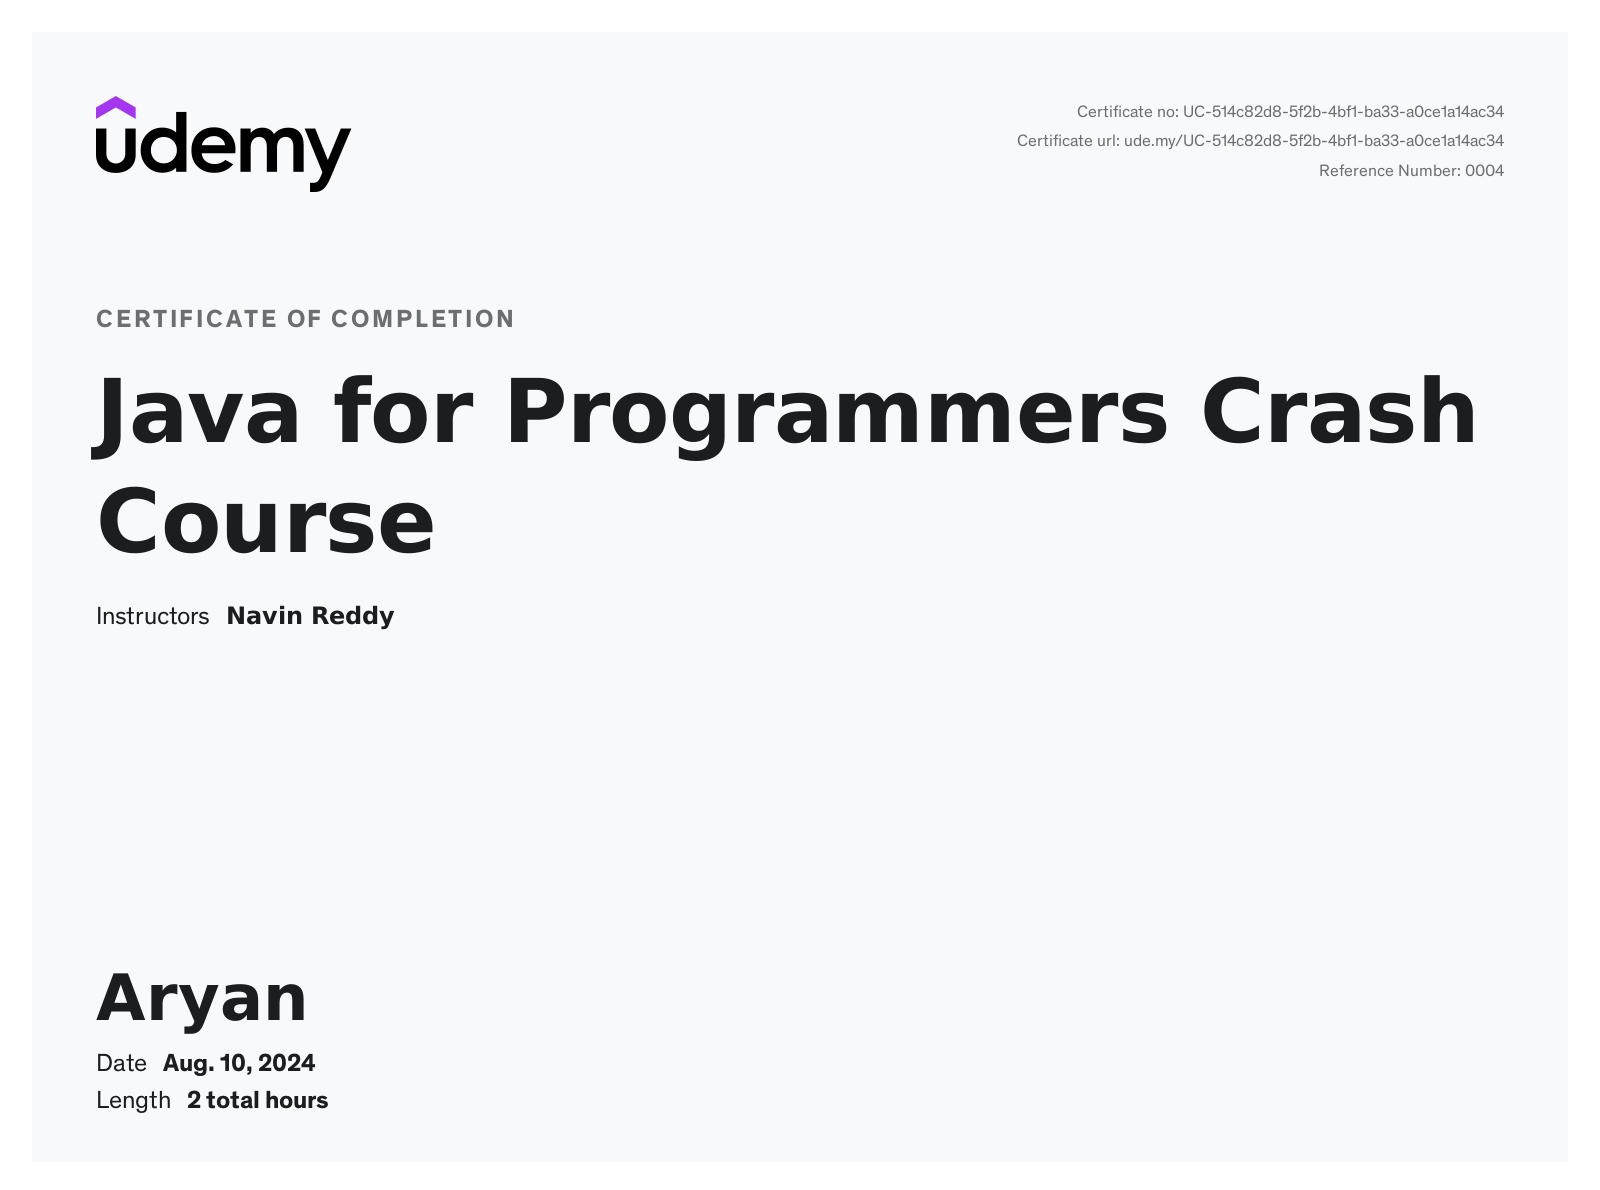 udemy
Certificate no: UC-514c82d8-5f2b-4bf1-ba33-a0ce1a14ac34
Certificate url: ude.my/UC-514c82d8-5f2b-4bf1-ba33-a0ce1a14ac34
Reference Number: 0004
CERTIFICATE OF COMPLETION
Java for Programmers Crash
Course
Instructors Navin Reddy
Aryan
Date Aug. 10, 2024
Length 2 total hours